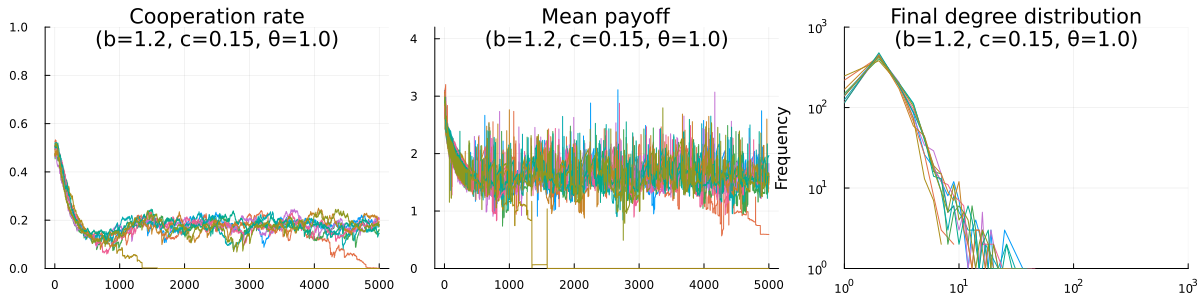 Cooperation rate
(b=1.2, c=0.15, θ=1.0)
1.0
0.8
0.6
0.4
0.2
0.0
0 1000 2000 3000 4000 5000
Mean payoff
(b=1.2, c=0.15, θ=1.0)
4
3
2
1
0
0 1000 2000 3000 4000 5000
Final degree distribution
(b=1.2, c=0.15, θ=1.0)
Frequency
10³
10²
10¹
10⁰
10⁰ 10¹ 10² 10³